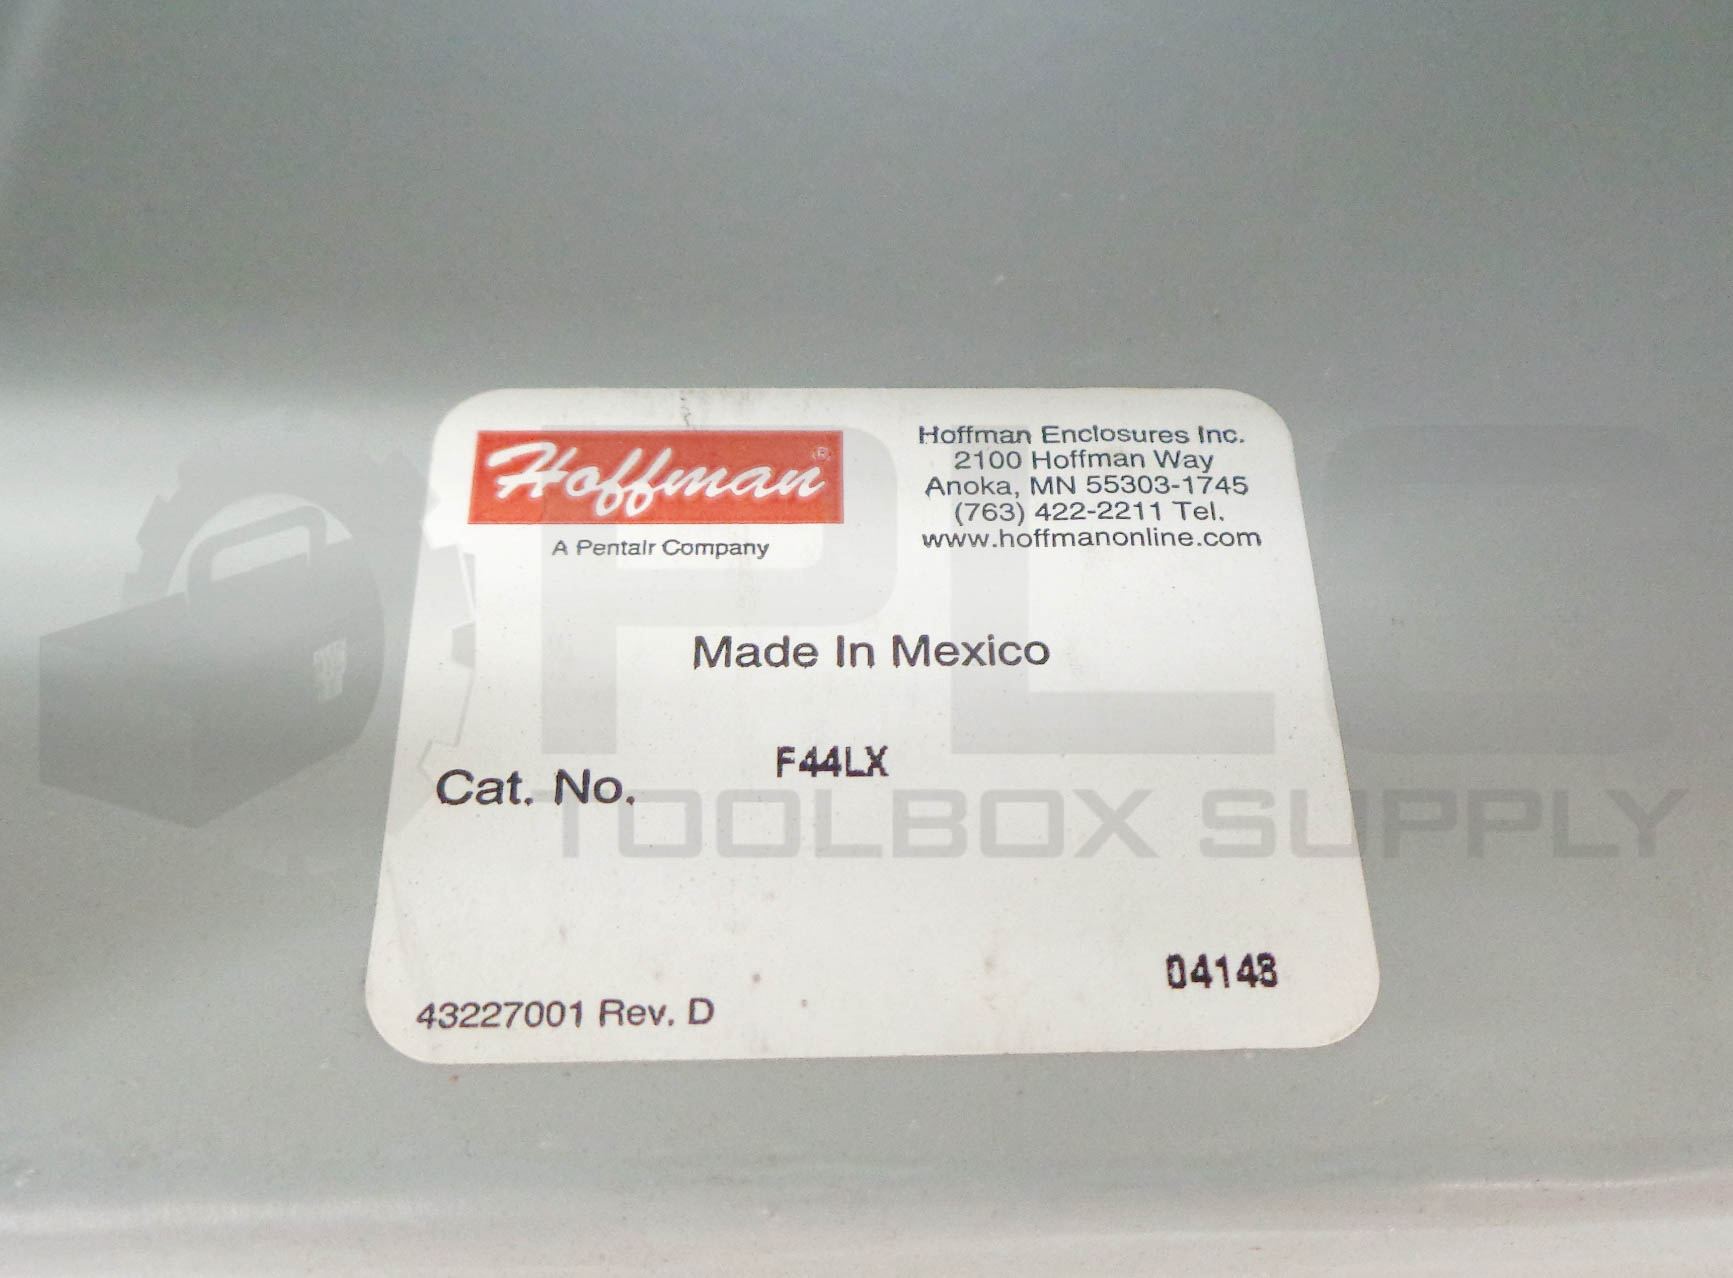 Hoffman®
A Pentair Company
Hoffman Enclosures Inc.
2100 Hoffman Way
Anoka, MN 55303-1745
(763) 422-2211 Tel.
www.hoffmanonline.com
Made In Mexico
Cat. No. F44LX
43227001 Rev. D
04148
PLC
TOOLBOX SUPPLY